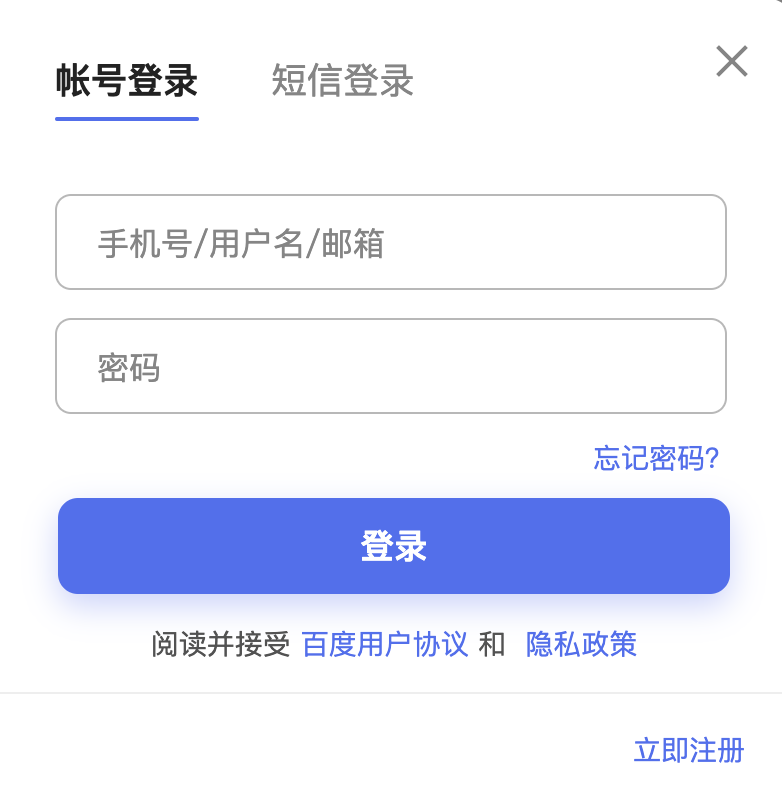 帐号登录 短信登录
手机号/用户名/邮箱
密码
忘记密码?
登录
阅读并接受 百度用户协议 和 隐私政策
立即注册